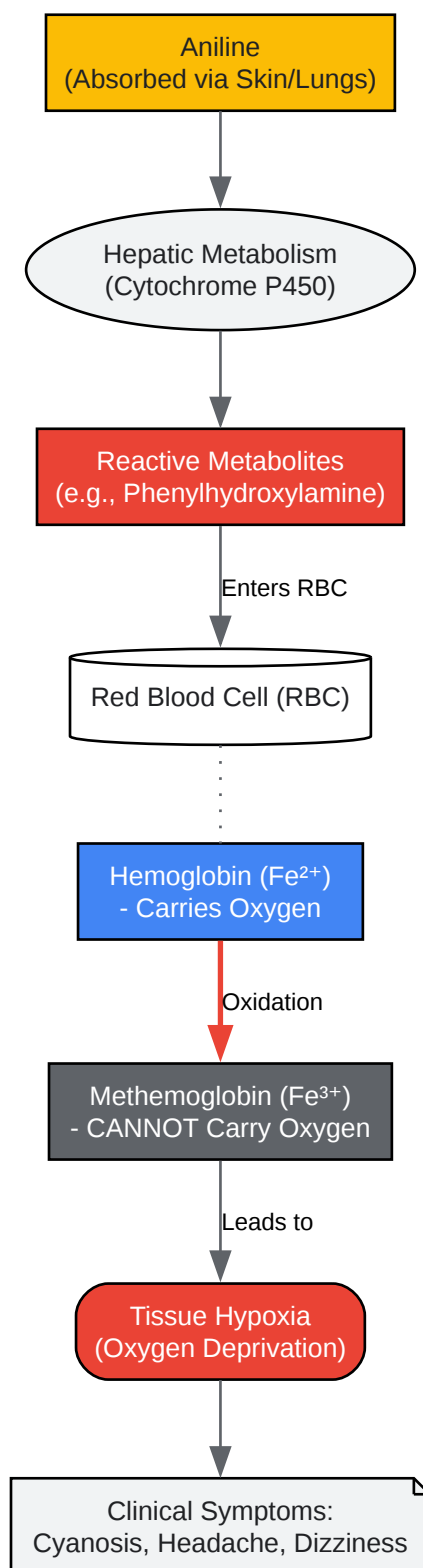 Aniline
(Absorbed via Skin/Lungs)
Hepatic Metabolism
(Cytochrome P450)
Reactive Metabolites
(e.g., Phenylhydroxylamine)
Enters RBC
Red Blood Cell (RBC)
Hemoglobin (Fe²⁺)
- Carries Oxygen
Oxidation
Methemoglobin (Fe³⁺)
- CANNOT Carry Oxygen
Leads to
Tissue Hypoxia
(Oxygen Deprivation)
Clinical Symptoms:
Cyanosis, Headache, Dizziness